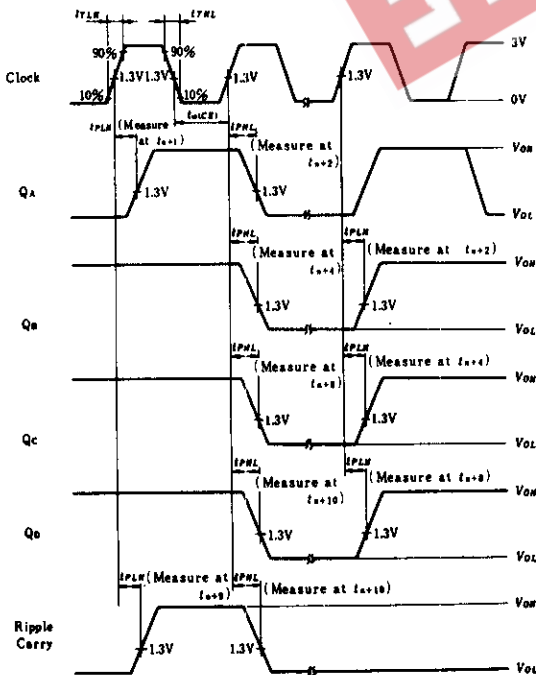 tTLH tTHL
90% 90% 3V
Clock 1.3V 1.3V 1.3V 1.3V
10% 10% 0V
tw(CK)
tPLH (Measure at tn+1) tPHL (Measure at tn+2) VOH
QA 1.3V 1.3V
VOL
tPHL (Measure at tn+4) tPLH (Measure at tn+2) VOH
QB 1.3V 1.3V
VOL
tPHL (Measure at tn+8) tPLH (Measure at tn+4) VOH
QC 1.3V 1.3V
VOL
tPHL (Measure at tn+10) tPLH (Measure at tn+8) VOH
QD 1.3V 1.3V
VOL
tPLH (Measure at tn+9) tPHL (Measure at tn+10) VOH
Ripple
Carry 1.3V 1.3V
VOL